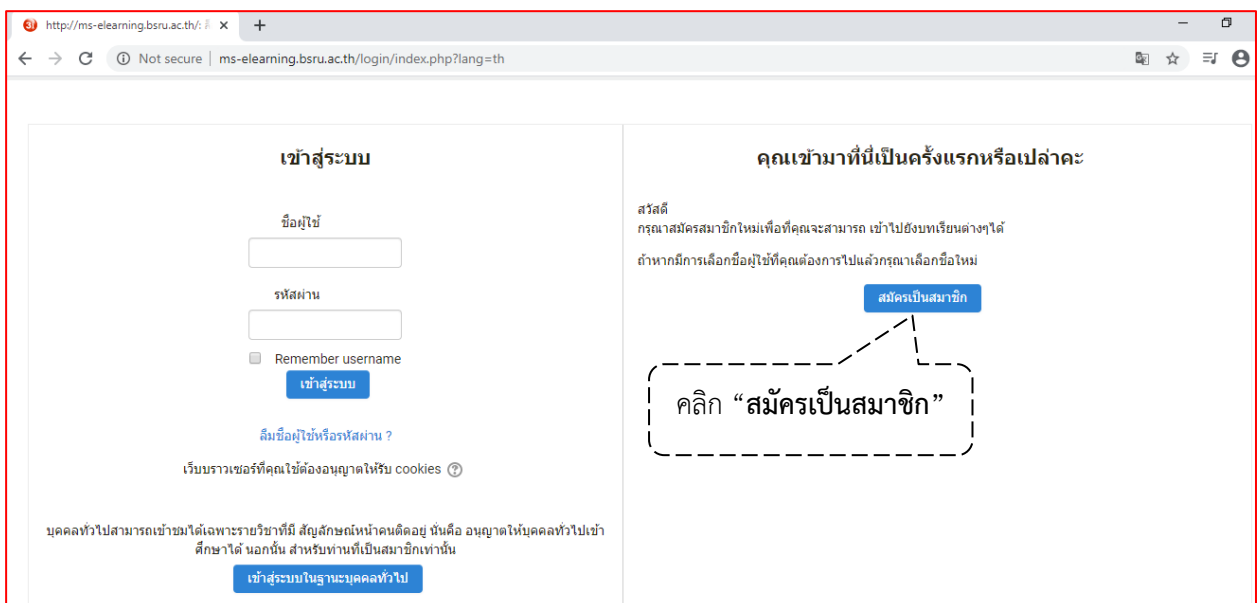 http://ms-elearning.bsru.ac.th/:
Not secure | ms-elearning.bsru.ac.th/login/index.php?lang=th
เข้าสู่ระบบ
ชื่อผู้ใช้
รหัสผ่าน
Remember username
เข้าสู่ระบบ
ลืมชื่อผู้ใช้หรือรหัสผ่าน ?
เว็บบราวเซอร์ที่คุณใช้ต้องอนุญาตให้รับ cookies
บุคคลทั่วไปสามารถเข้าชมได้เฉพาะรายวิชาที่มี สัญลักษณ์หน้าคนติดอยู่ นั่นคือ อนุญาตให้บุคคลทั่วไปเข้า
ศึกษาได้ นอกนั้น สำหรับท่านที่เป็นสมาชิกเท่านั้น
เข้าสู่ระบบในฐานะบุคคลทั่วไป
คุณเข้ามาที่นี่เป็นครั้งแรกหรือเปล่าคะ
สวัสดี
กรุณาสมัครสมาชิกใหม่เพื่อที่คุณจะสามารถ เข้าไปยังบทเรียนต่างๆได้
ถ้าหากมีการเลือกชื่อผู้ใช้ที่คุณต้องการไปแล้วกรุณาเลือกชื่อใหม่
สมัครเป็นสมาชิก
คลิก “สมัครเป็นสมาชิก”